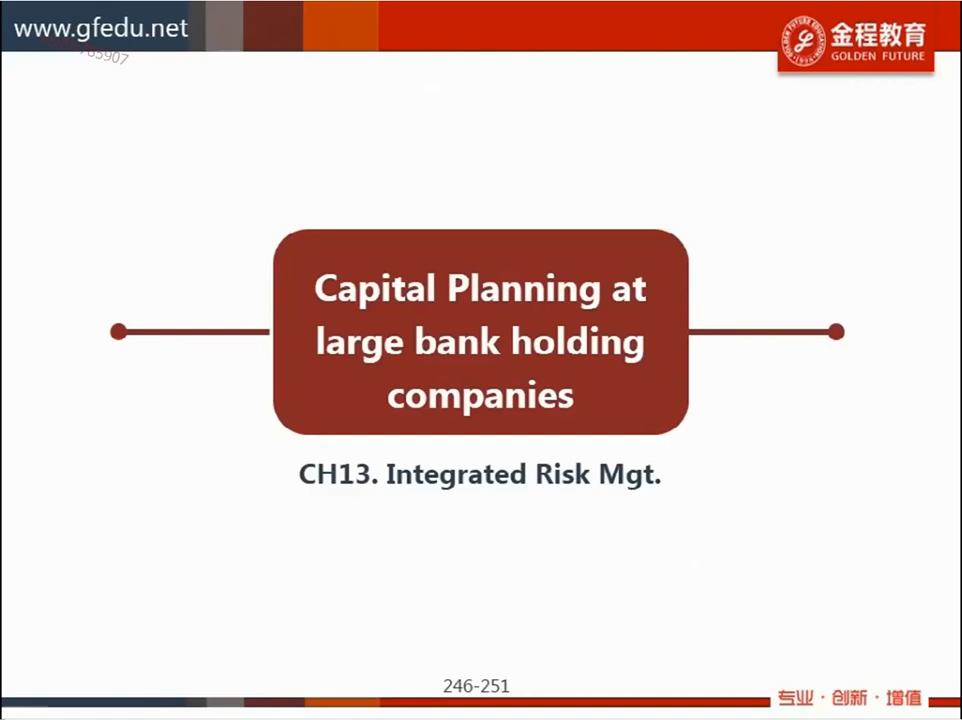 www.gfedu.net
金程教育
GOLDEN FUTURE
Capital Planning at
large bank holding
companies
CH13. Integrated Risk Mgt.
246-251
专业·创新·增值